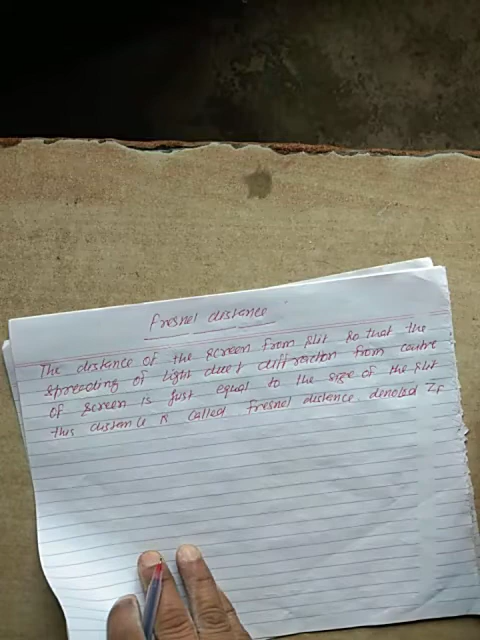 fresnel distance
The distance of the screen from slit so that the
spreading of light due t diffraction from centre
of screen is just equal to the size of the slit
this distance is called fresnel distance denoted ZF